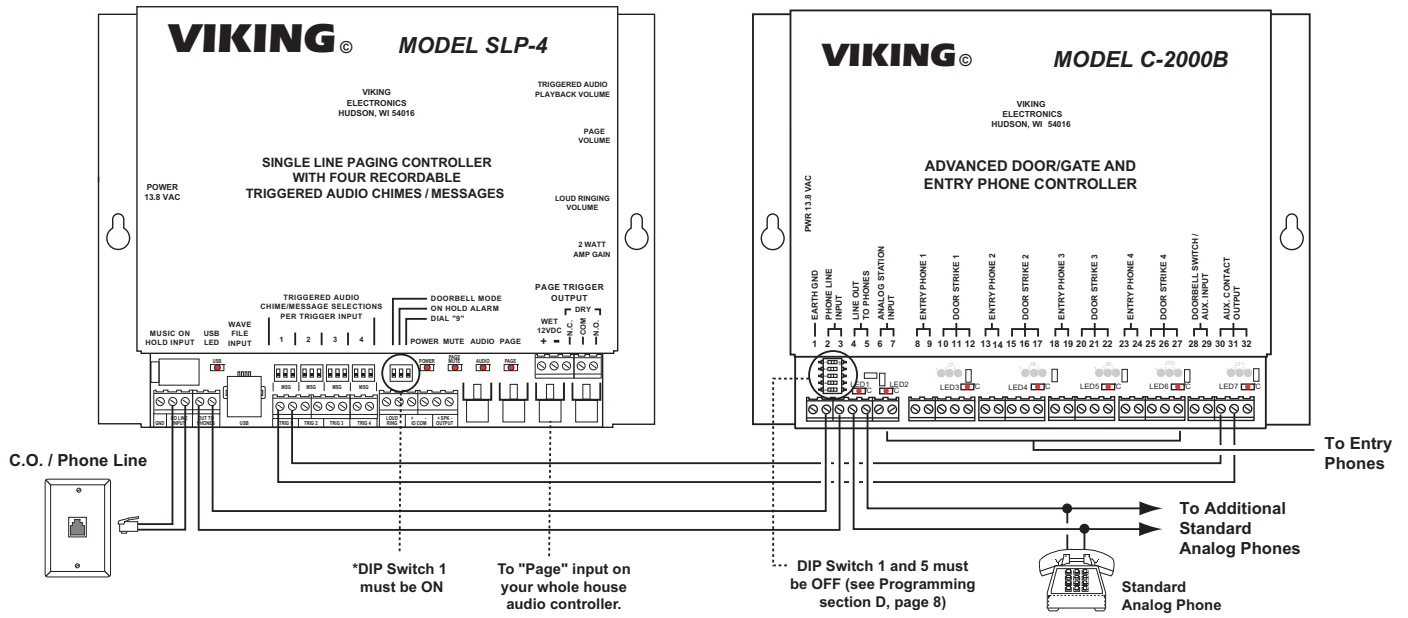 VIKING©
MODEL SLP-4
VIKING
ELECTRONICS
HUDSON, WI 54016
SINGLE LINE PAGING CONTROLLER
WITH FOUR RECORDABLE
TRIGGERED AUDIO CHIMES / MESSAGES
POWER
13.8 VAC
TRIGGERED AUDIO
PLAYBACK VOLUME
PAGE
VOLUME
LOUD RINGING
VOLUME
2 WATT
AMP GAIN
PAGE TRIGGER
OUTPUT
DRY
WET
12VDC
+ –
N.C.
COM
N.O.
TRIGGERED AUDIO
CHIME/MESSAGE SELECTIONS
PER TRIGGER INPUT
1 2 3 4
DOORBELL MODE
ON HOLD ALARM
DIAL "9"
MUSIC ON
HOLD INPUT
USB
LED
WAVE
FILE
INPUT
POWER MUTE AUDIO PAGE
USB
POWER
PAGE
MUTE
AUDIO
PAGE
MSG MSG MSG MSG
GND
CO LINE
INPUT
OUT TO
PHONES
USB
TRIG 1 TRIG 2 TRIG 3 TRIG 4
LOUD
RING
+ -
IO COM
+ SPK -
OUTPUT
VIKING©
MODEL C-2000B
VIKING
ELECTRONICS
HUDSON, WI 54016
ADVANCED DOOR/GATE AND
ENTRY PHONE CONTROLLER
PWR 13.8 VAC
EARTH GND
PHONE LINE
INPUT
LINE OUT
TO PHONES
ANALOG STATION
INPUT
ENTRY PHONE 1
DOOR STRIKE 1
ENTRY PHONE 2
DOOR STRIKE 2
ENTRY PHONE 3
DOOR STRIKE 3
ENTRY PHONE 4
DOOR STRIKE 4
DOORBELL SWITCH /
AUX. INPUT
AUX. CONTACT
OUTPUT
1 2 3 4 5 6 7 8 9 10 11 12 13 14 15 16 17 18 19 20 21 22 23 24 25 26 27 28 29 30 31 32
LED1 LED2 LED3 LED4 LED5 LED6 LED7
C.O. / Phone Line
*DIP Switch 1
must be ON
To "Page" input on
your whole house
audio controller.
DIP Switch 1 and 5 must
be OFF (see Programming
section D, page 8)
To Entry
Phones
To Additional
Standard
Analog Phones
Standard
Analog Phone